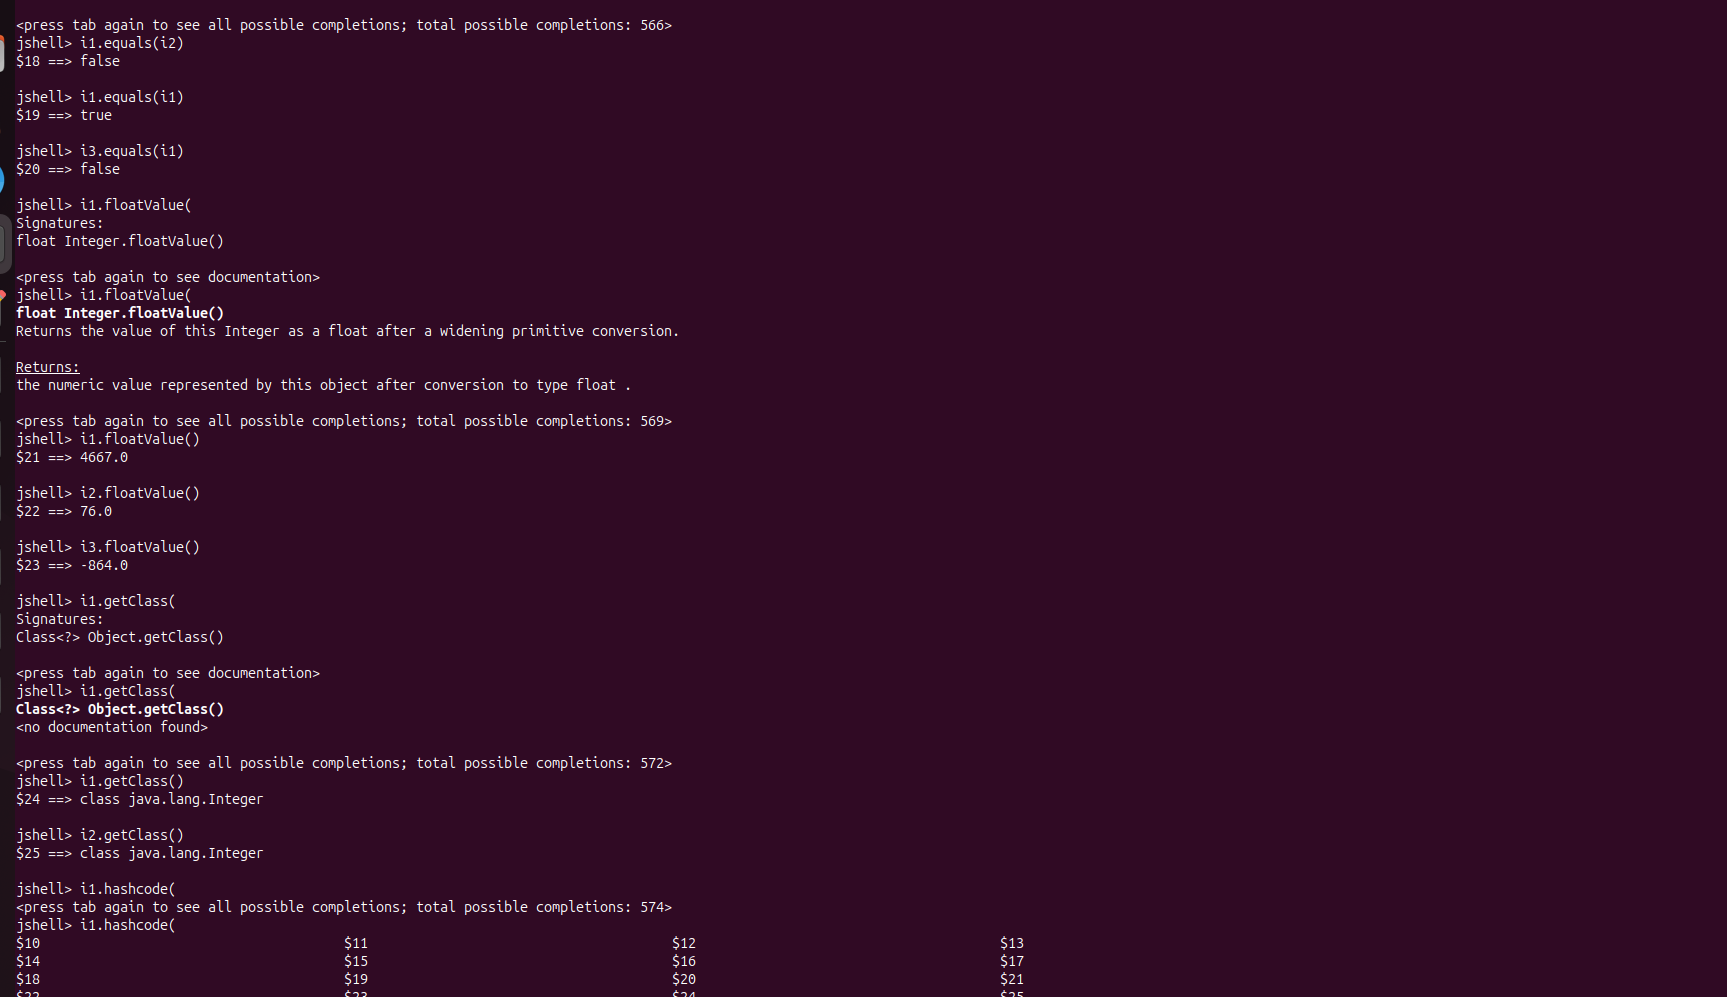 <press tab again to see all possible completions; total possible completions: 566>
jshell> i1.equals(i2)
$18 ==> false
jshell> i1.equals(i1)
$19 ==> true
jshell> i3.equals(i1)
$20 ==> false
jshell> i1.floatValue(
Signatures:
float Integer.floatValue()
<press tab again to see documentation>
jshell> i1.floatValue(
float Integer.floatValue()
Returns the value of this Integer as a float after a widening primitive conversion.
Returns:
the numeric value represented by this object after conversion to type float .
<press tab again to see all possible completions; total possible completions: 569>
jshell> i1.floatValue()
$21 ==> 4667.0
jshell> i2.floatValue()
$22 ==> 76.0
jshell> i3.floatValue()
$23 ==> -864.0
jshell> i1.getClass(
Signatures:
Class<?> Object.getClass()
<press tab again to see documentation>
jshell> i1.getClass(
Class<?> Object.getClass()
<no documentation found>
<press tab again to see all possible completions; total possible completions: 572>
jshell> i1.getClass()
$24 ==> class java.lang.Integer
jshell> i2.getClass()
$25 ==> class java.lang.Integer
jshell> i1.hashcode(
<press tab again to see all possible completions; total possible completions: 574>
jshell> i1.hashcode(
$10 $11 $12 $13
$14 $15 $16 $17
$18 $19 $20 $21
$22 $23 $24 $25